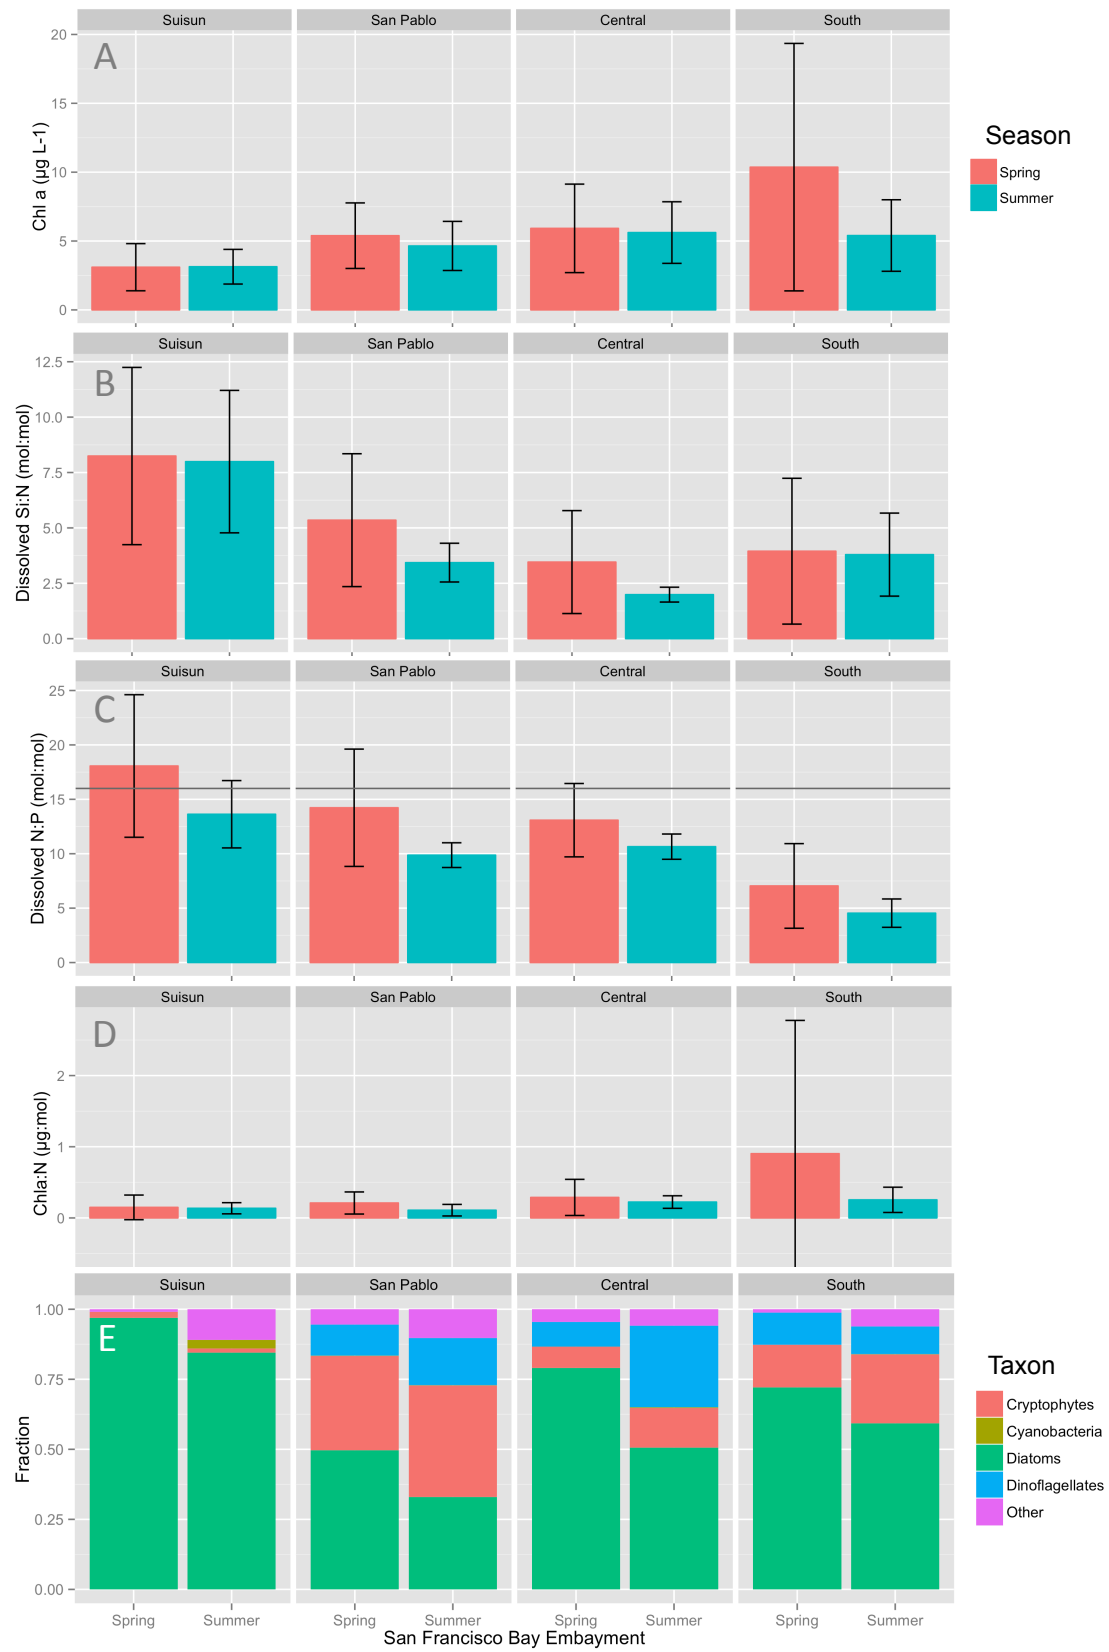 Suisun San Pablo Central South
A
20
15
10
5
0
Chl a (µg L-1)
Season
Spring
Summer
Suisun San Pablo Central South
B
12.5
10.0
7.5
5.0
2.5
0.0
Dissolved Si:N (mol:mol)
Suisun San Pablo Central South
C
25
20
15
10
5
0
Dissolved N:P (mol:mol)
Suisun San Pablo Central South
D
2
1
0
Chla:N (µg:mol)
Suisun San Pablo Central South
E
1.00
0.75
0.50
0.25
0.00
Fraction
Taxon
Cryptophytes
Cyanobacteria
Diatoms
Dinoflagellates
Other
Spring Summer Spring Summer Spring Summer Spring Summer
San Francisco Bay Embayment